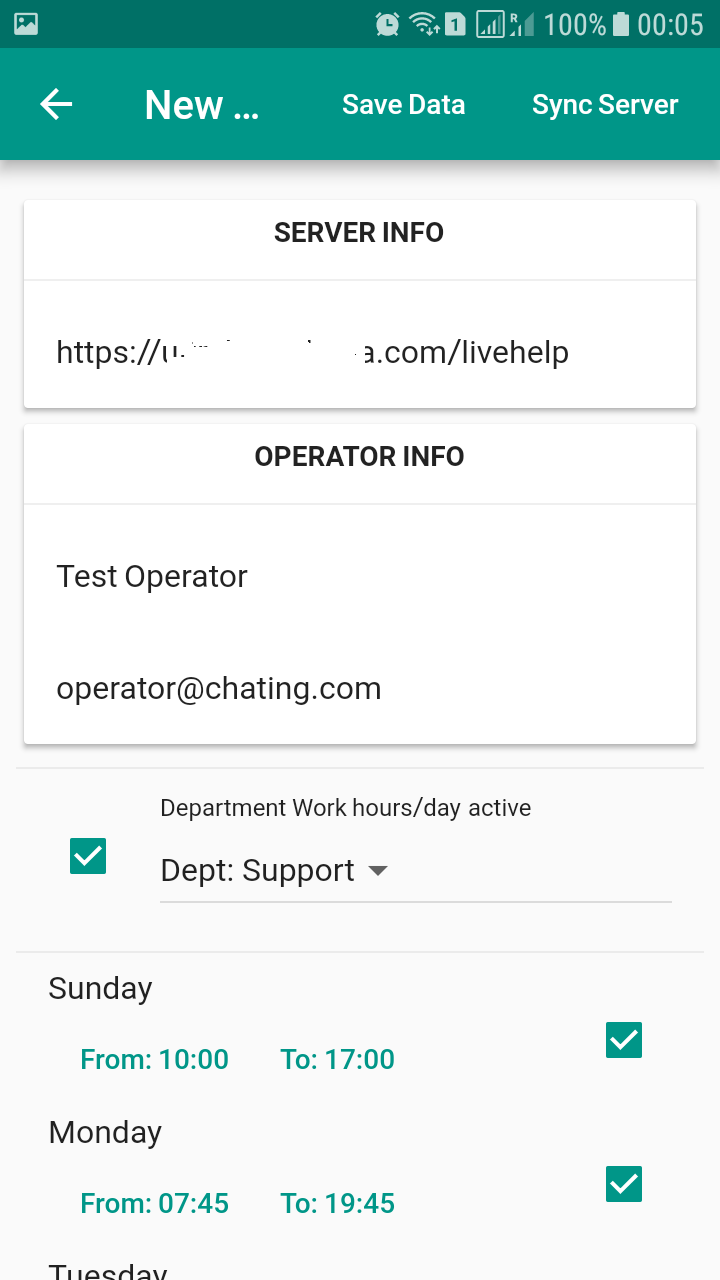 1 R 100% 00:05
New ... Save Data Sync Server
SERVER INFO
https:// a.com/livehelp
OPERATOR INFO
Test Operator
operator@chating.com
Department Work hours/day active
Dept: Support
Sunday
From: 10:00 To: 17:00
Monday
From: 07:45 To: 19:45
Tuesday